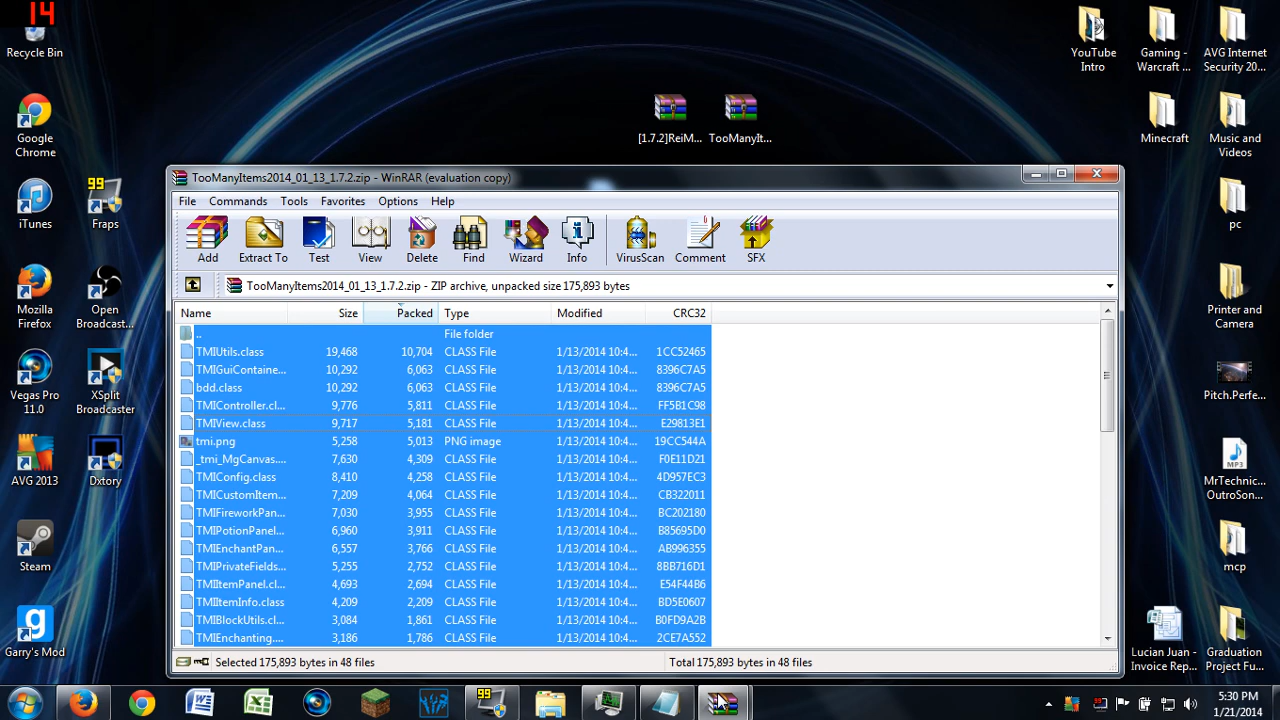 14
Recycle Bin
Google
Chrome
iTunes
99
Fraps
Mozilla
Firefox
Open
Broadcast...
Vegas Pro
11.0
XSplit
Broadcaster
AVG 2013
Dxtory
Steam
g
Garry's Mod
[1.7.2]ReiM...
TooManyIt...
YouTube
Intro
Gaming -
Warcraft ...
AVG Internet
Security 20...
Minecraft
Music and
Videos
pc
Printer and
Camera
Pitch.Perfe...
MP3
MrTechnic...
OutroSon...
mcp
Lucian Juan -
Invoice Rep...
Graduation
Project Fu...
TooManyItems2014_01_13_1.7.2.zip - WinRAR (evaluation copy)
File Commands Tools Favorites Options Help
Add Extract To Test View Delete Find Wizard Info VirusScan Comment SFX
TooManyItems2014_01_13_1.7.2.zip - ZIP archive, unpacked size 175,893 bytes
Name Size Packed Type Modified CRC32
.. File folder
TMIUtils.class 19,468 10,704 CLASS File 1/13/2014 10:4... 1CC52465
TMIGuiContaine... 10,292 6,063 CLASS File 1/13/2014 10:4... 8396C7A5
bdd.class 10,292 6,063 CLASS File 1/13/2014 10:4... 8396C7A5
TMIController.cl... 9,776 5,811 CLASS File 1/13/2014 10:4... FF5B1C98
TMIView.class 9,717 5,181 CLASS File 1/13/2014 10:4... E29813E1
tmi.png 5,258 5,013 PNG image 1/13/2014 10:4... 19CC544A
_tmi_MgCanvas.... 7,630 4,309 CLASS File 1/13/2014 10:4... F0E11D21
TMIConfig.class 8,410 4,258 CLASS File 1/13/2014 10:4... 4D957EC3
TMICustomItem... 7,209 4,064 CLASS File 1/13/2014 10:4... CB322011
TMIFireworkPan... 7,030 3,955 CLASS File 1/13/2014 10:4... BC202180
TMIPotionPanel... 6,960 3,911 CLASS File 1/13/2014 10:4... B85695D0
TMIEnchantPan... 6,557 3,766 CLASS File 1/13/2014 10:4... AB996355
TMIPrivateFields... 5,255 2,752 CLASS File 1/13/2014 10:4... 8BB716D1
TMIItemPanel.cl... 4,693 2,694 CLASS File 1/13/2014 10:4... E54F44B6
TMIItemInfo.class 4,209 2,209 CLASS File 1/13/2014 10:4... BD5E0607
TMIBlockUtils.cl... 3,084 1,861 CLASS File 1/13/2014 10:4... B0FD9A2B
TMIEnchanting.... 3,186 1,786 CLASS File 1/13/2014 10:4... 2CE7A552
Selected 175,893 bytes in 48 files Total 175,893 bytes in 48 files
99
5:30 PM
1/21/2014